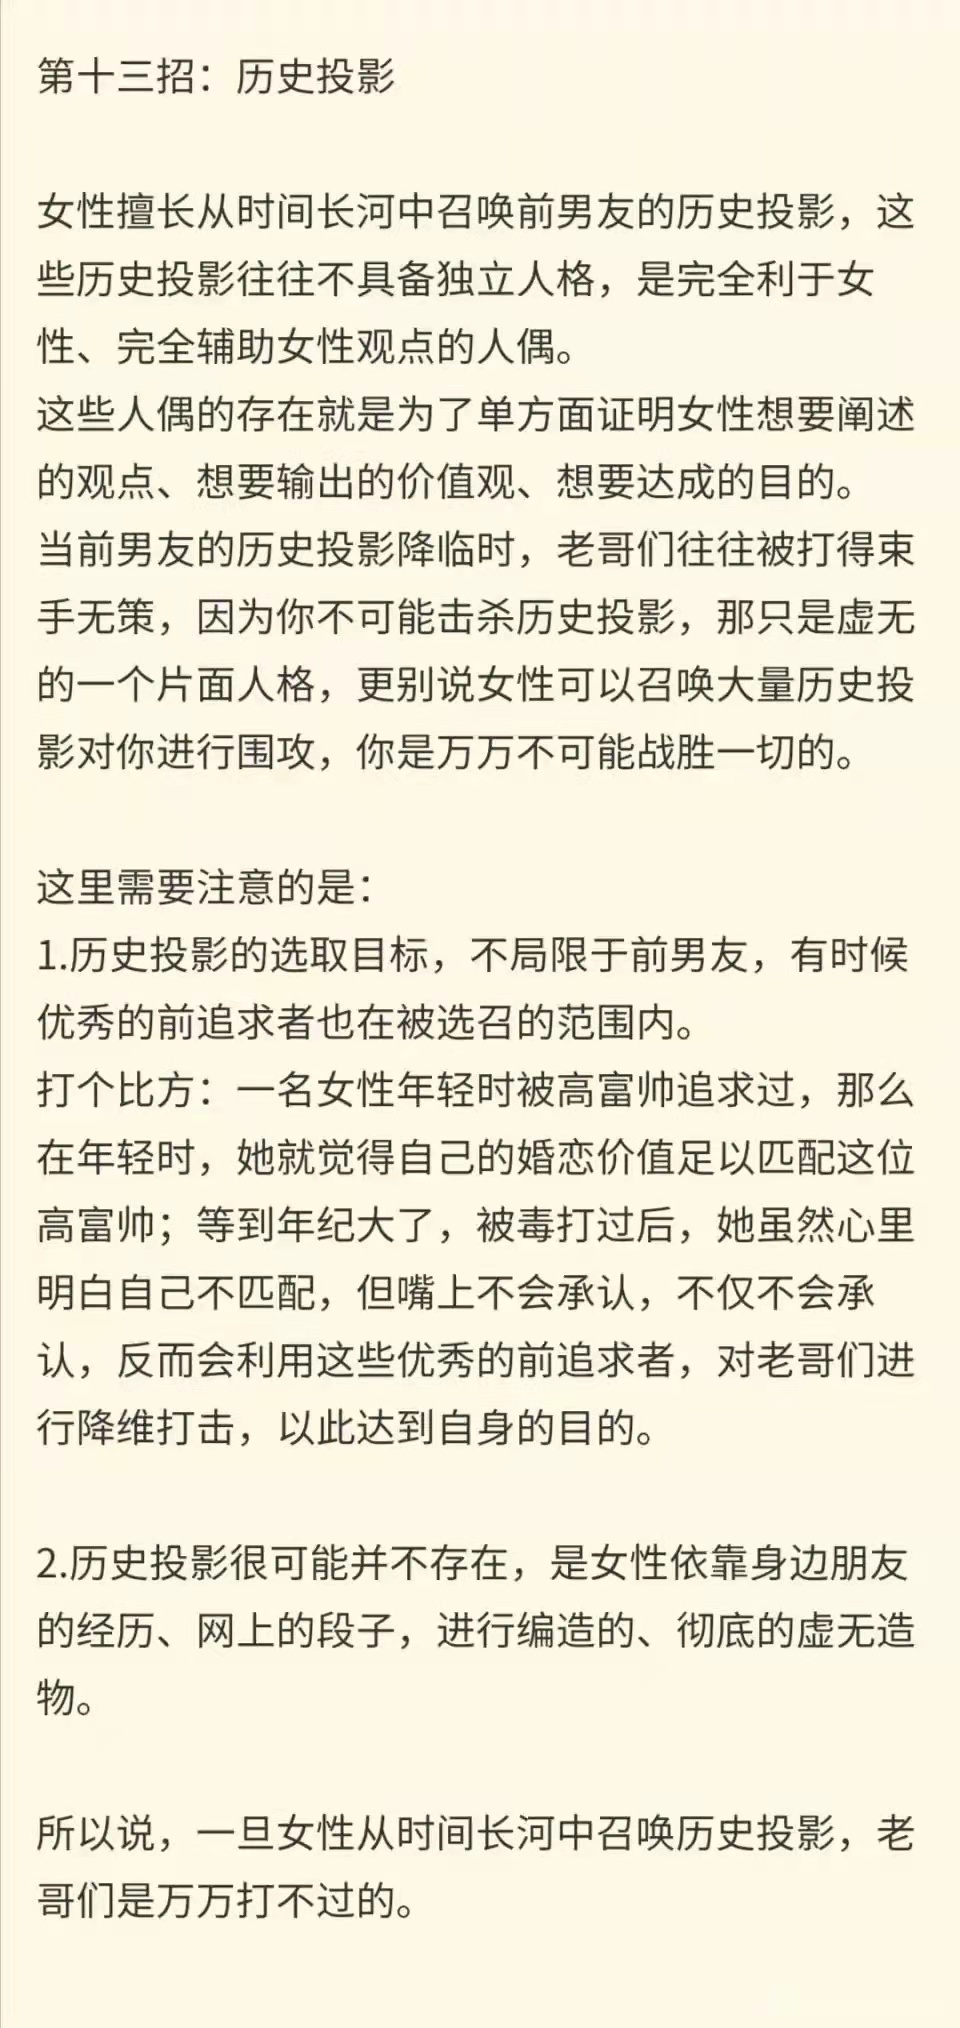 第十三招：历史投影
女性擅长从时间长河中召唤前男友的历史投影，这
些历史投影往往不具备独立人格，是完全利于女
性、完全辅助女性观点的人偶。
这些人偶的存在就是为了单方面证明女性想要阐述
的观点、想要输出的价值观、想要达成的目的。
当前男友的历史投影降临时，老哥们往往被打得束
手无策，因为你不可能击杀历史投影，那只是虚无
的一个片面人格，更别说女性可以召唤大量历史投
影对你进行围攻，你是万万不可能战胜一切的。
这里需要注意的是：
1.历史投影的选取目标，不局限于前男友，有时候
优秀的前追求者也在被选召的范围内。
打个比方：一名女性年轻时被高富帅追求过，那么
在年轻时，她就觉得自己的婚恋价值足以匹配这位
高富帅；等到年纪大了，被毒打过后，她虽然心里
明白自己不匹配，但嘴上不会承认，不仅不会承
认，反而会利用这些优秀的前追求者，对老哥们进
行降维打击，以此达到自身的目的。
2.历史投影很可能并不存在，是女性依靠身边朋友
的经历、网上的段子，进行编造的、彻底的虚无造
物。
所以说，一旦女性从时间长河中召唤历史投影，老
哥们是万万打不过的。